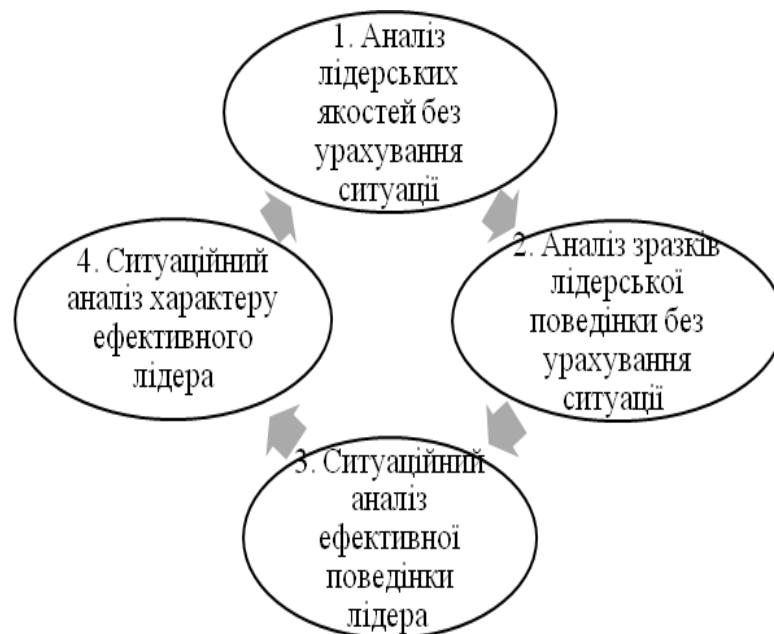 1. Аналіз
лідерських
якостей без
урахування
ситуації
2. Аналіз зразків
лідерської
поведінки без
урахування
ситуації
3. Ситуаційний
аналіз
ефективної
поведінки
лідера
4. Ситуаційний
аналіз характеру
ефективного
лідера